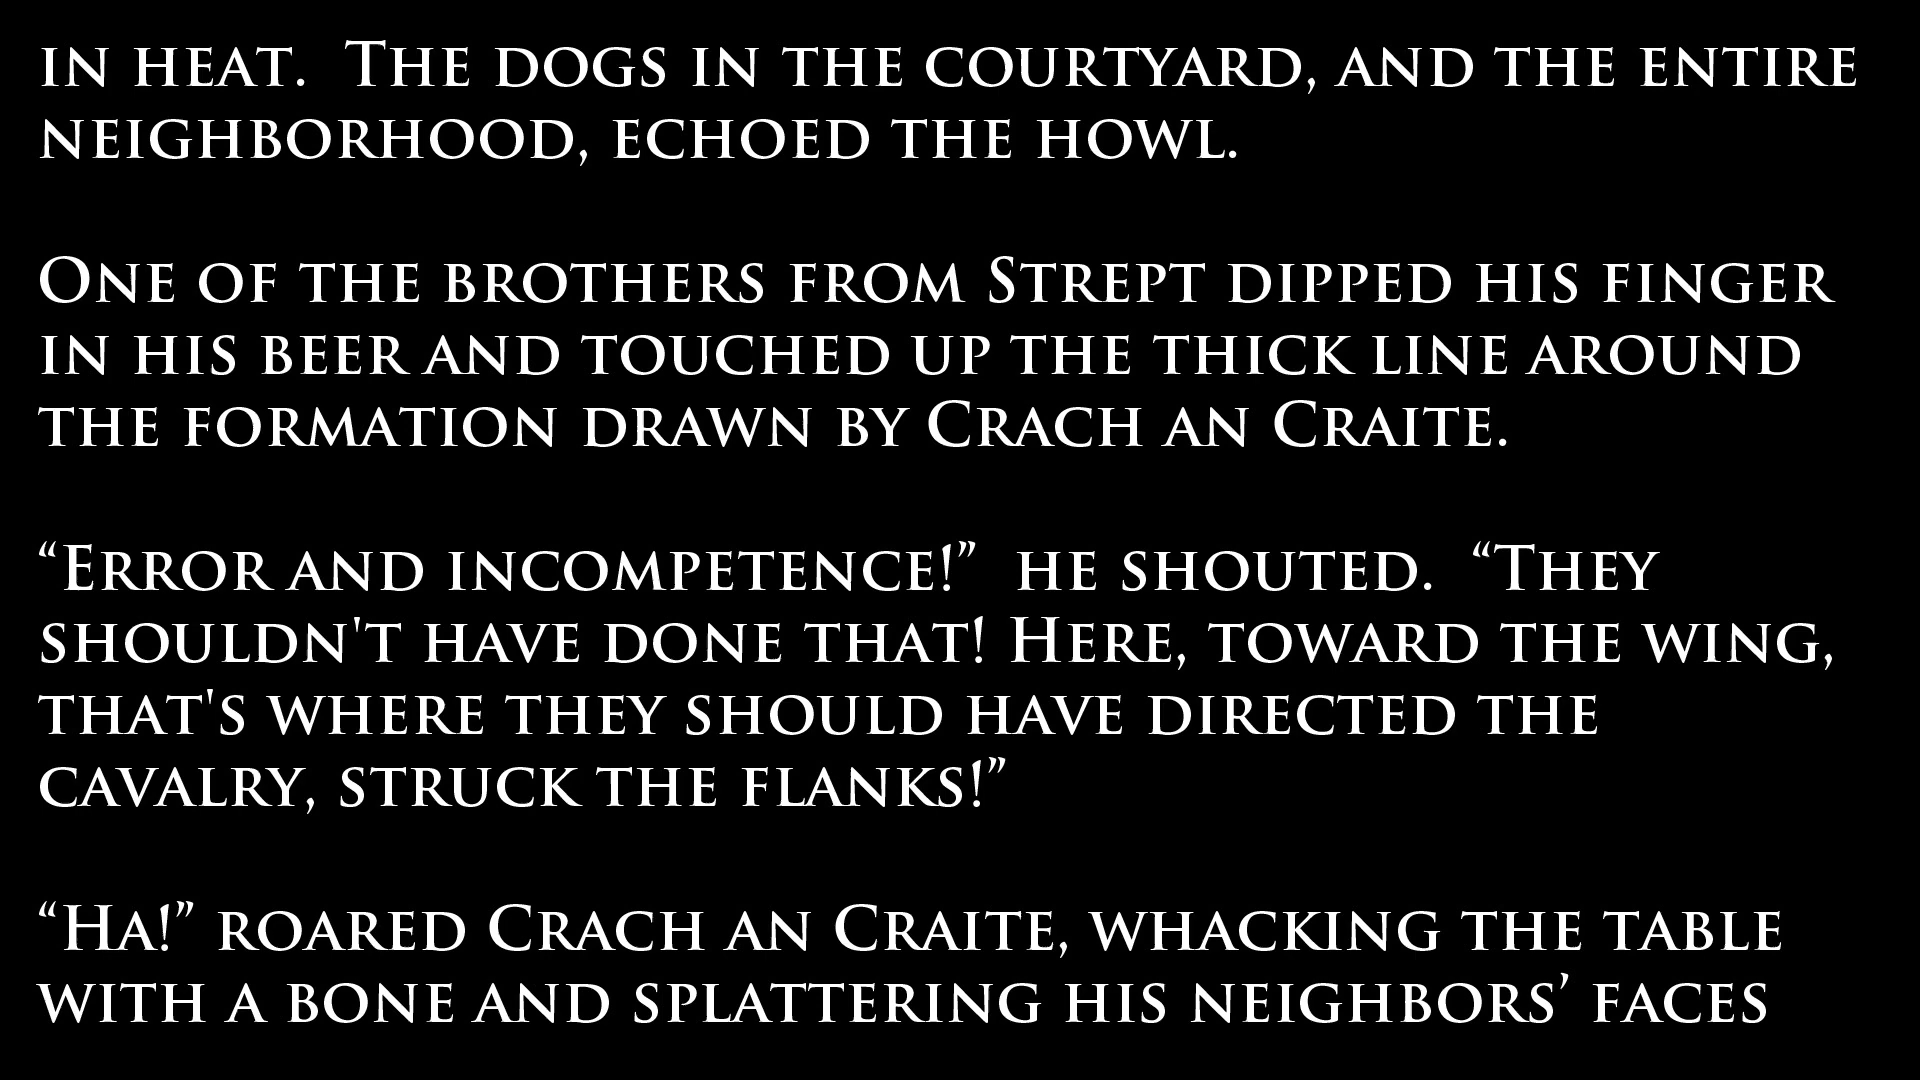 in heat.  The dogs in the courtyard, and the entire
neighborhood, echoed the howl.
One of the brothers from Strept dipped his finger
in his beer and touched up the thick line around
the formation drawn by Crach an Craite.
“Error and incompetence!”  he shouted.  “They
shouldn't have done that! Here, toward the wing,
that's where they should have directed the
cavalry, struck the flanks!”
“Ha!” roared Crach an Craite, whacking the table
with a bone and splattering his neighbors’ faces